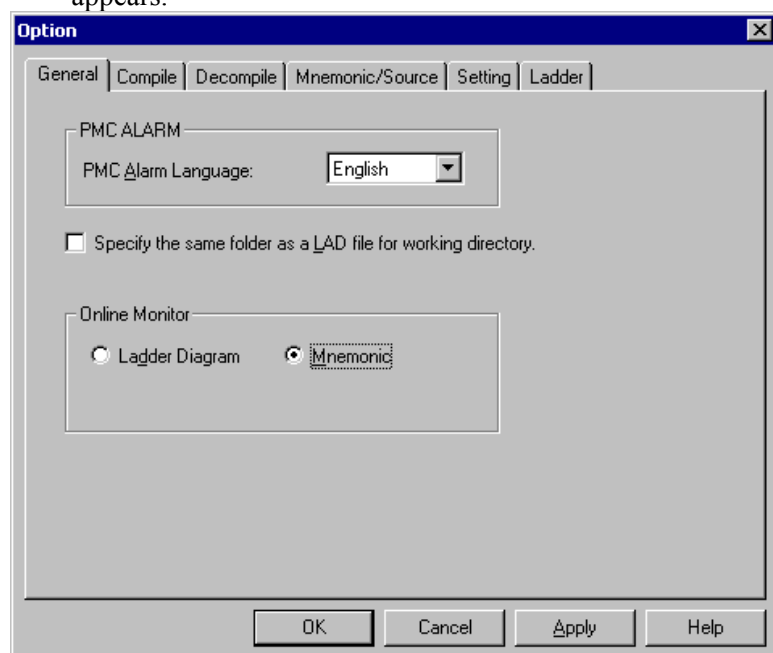 appears.
Option
General Compile Decompile Mnemonic/Source Setting Ladder
PMC ALARM
PMC Alarm Language: English
Specify the same folder as a LAD file for working directory.
Online Monitor
Ladder Diagram Mnemonic
OK Cancel Apply Help